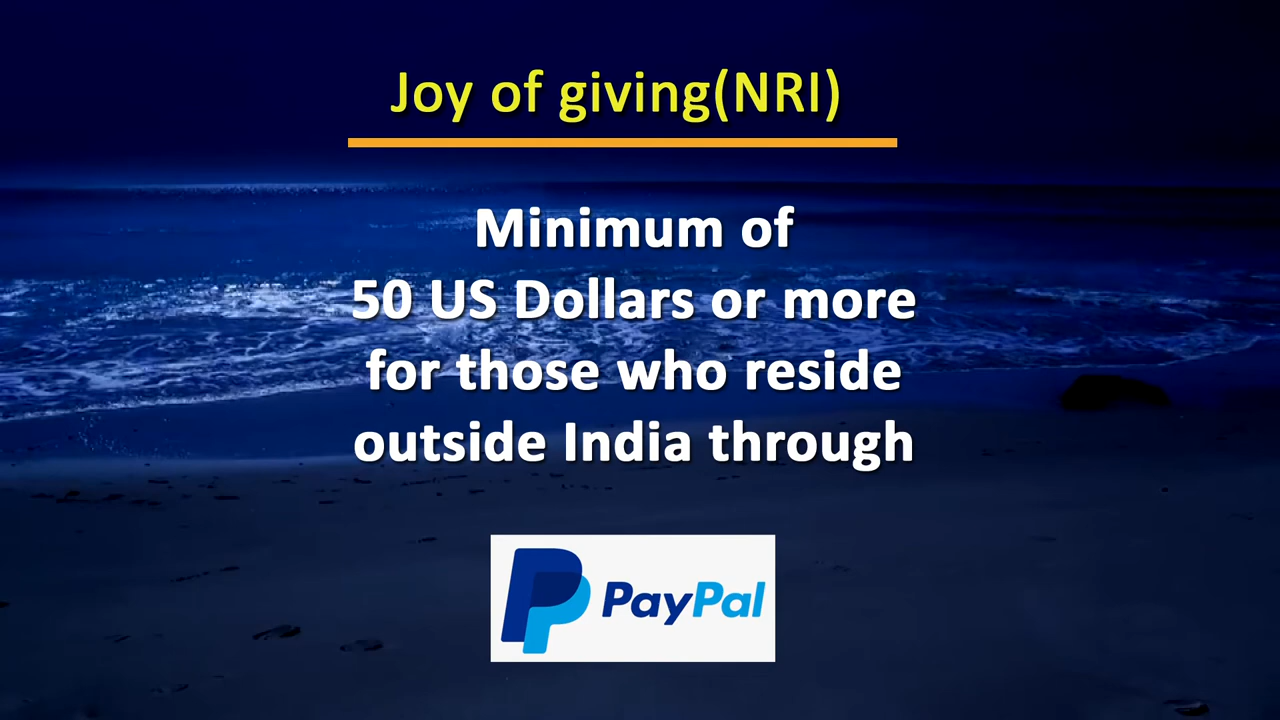 Joy of giving(NRI)
Minimum of
50 US Dollars or more
for those who reside
outside India through
PayPal